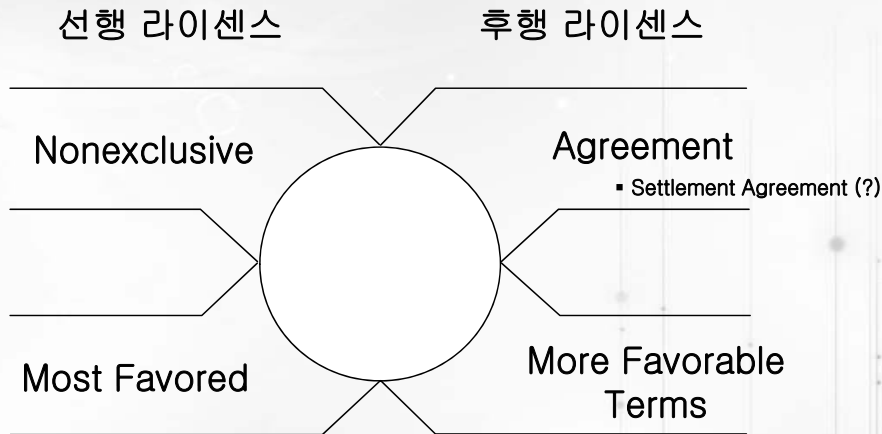 선행 라이센스
후행 라이센스
Nonexclusive
Agreement
▪ Settlement Agreement (?)
Most Favored
More Favorable
Terms